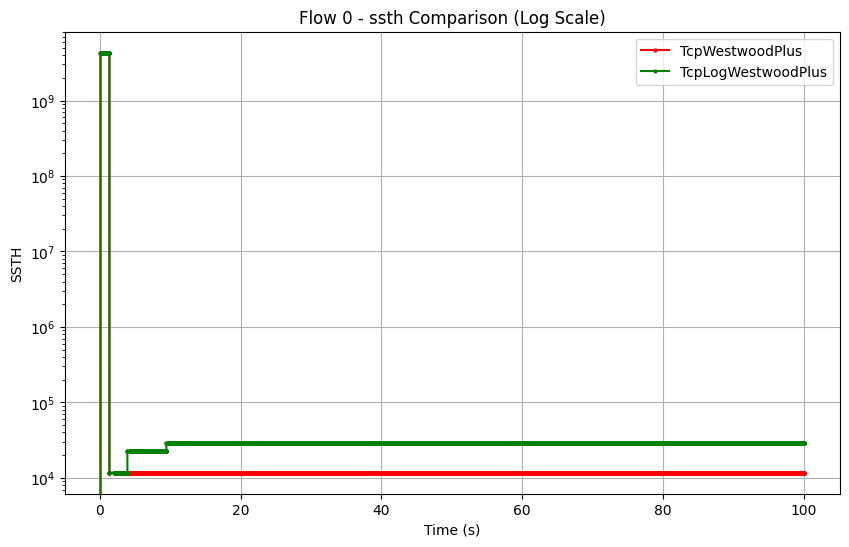 Flow 0 - ssth Comparison (Log Scale)
TcpWestwoodPlus
TcpLogWestwoodPlus
SSTH
10^9
10^8
10^7
10^6
10^5
10^4
0 20 40 60 80 100
Time (s)